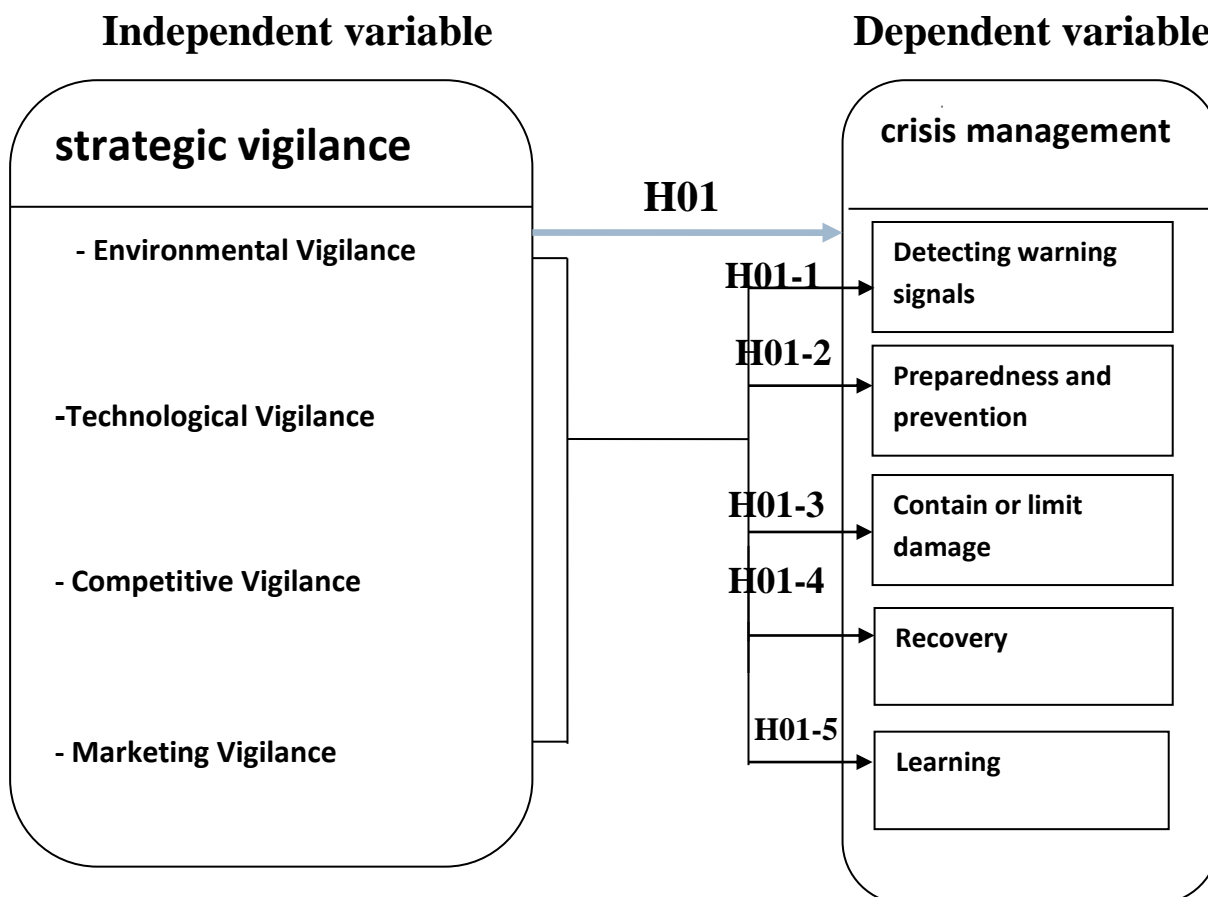 Independent variable
Dependent variable
strategic vigilance
crisis management
H01
- Environmental Vigilance
Detecting warning
signals
H01-1
H01-2
Preparedness and
prevention
-Technological Vigilance
H01-3
Contain or limit
damage
- Competitive Vigilance
H01-4
Recovery
H01-5
- Marketing Vigilance
Learning